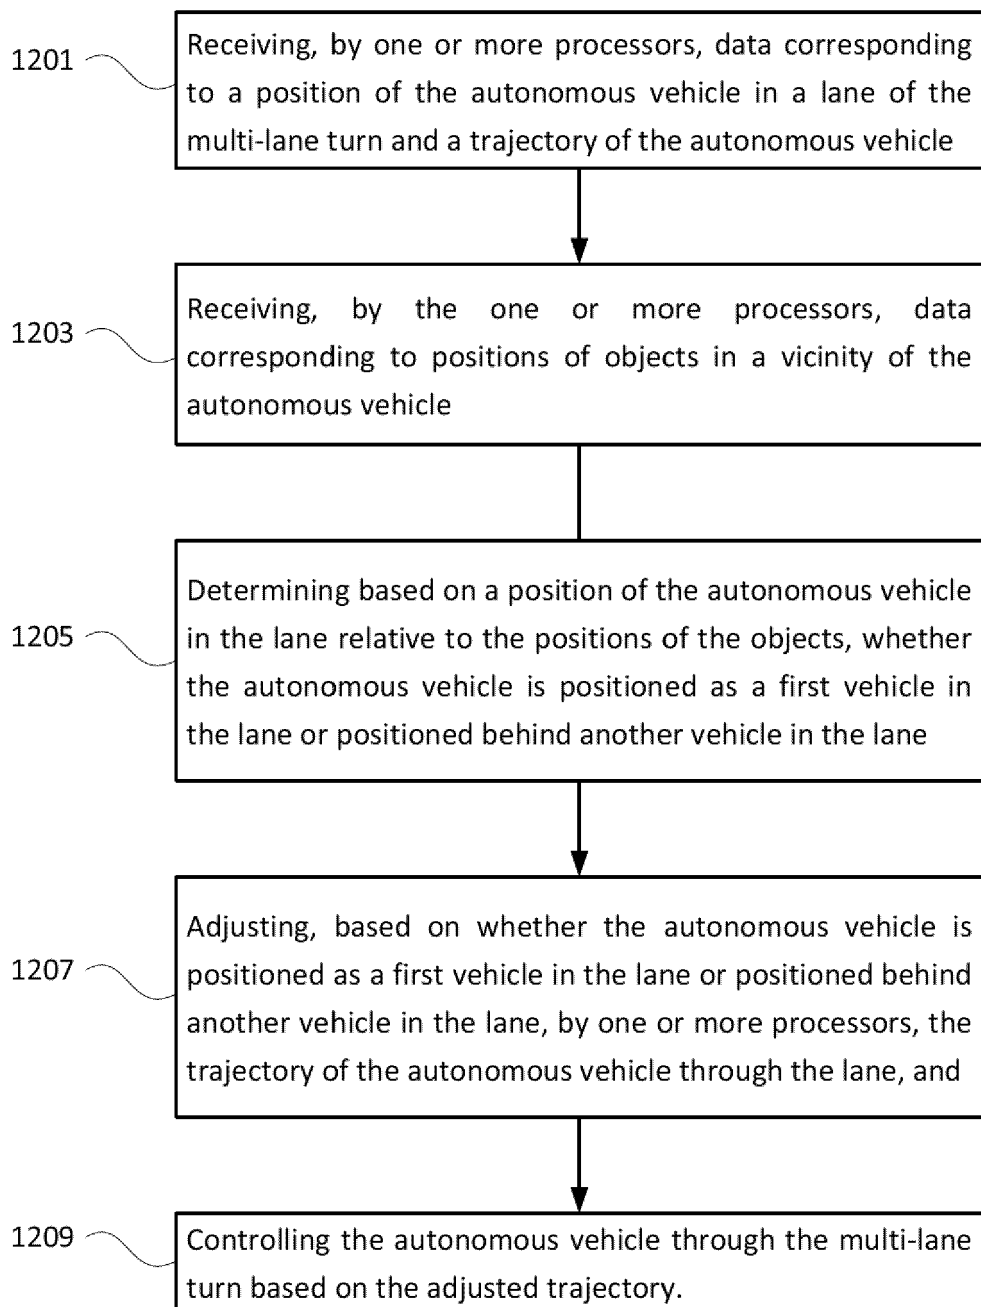 1201
Receiving, by one or more processors, data corresponding
to a position of the autonomous vehicle in a lane of the
multi-lane turn and a trajectory of the autonomous vehicle
1203
Receiving, by the one or more processors, data
corresponding to positions of objects in a vicinity of the
autonomous vehicle
1205
Determining based on a position of the autonomous vehicle
in the lane relative to the positions of the objects, whether
the autonomous vehicle is positioned as a first vehicle in
the lane or positioned behind another vehicle in the lane
1207
Adjusting, based on whether the autonomous vehicle is
positioned as a first vehicle in the lane or positioned behind
another vehicle in the lane, by one or more processors, the
trajectory of the autonomous vehicle through the lane, and
1209
Controlling the autonomous vehicle through the multi-lane
turn based on the adjusted trajectory.